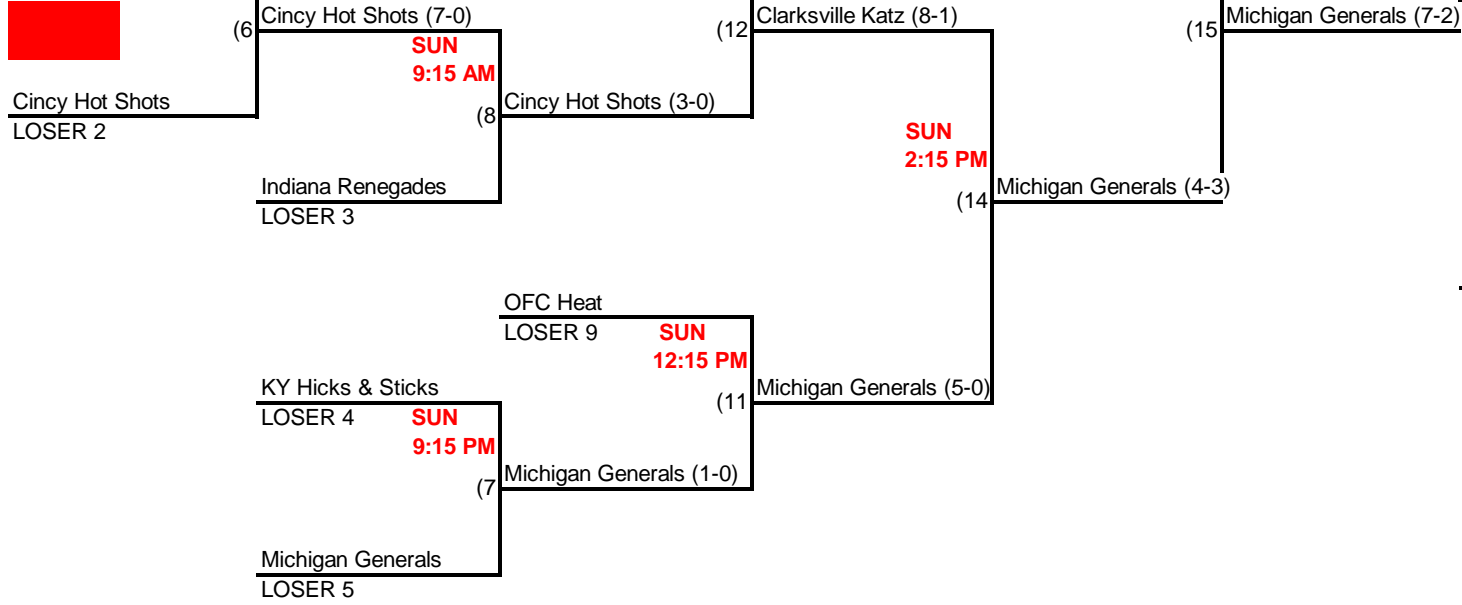 Cincy Hot Shots (7-0)
Clarksville Katz (8-1)
Michigan Generals (7-2)
(6
(12
(15
SUN
9:15 AM
Cincy Hot Shots
Cincy Hot Shots (3-0)
LOSER 2
(8
SUN
2:15 PM
Indiana Renegades
Michigan Generals (4-3)
LOSER 3
(14
OFC Heat
LOSER 9
SUN
12:15 PM
KY Hicks & Sticks
Michigan Generals (5-0)
LOSER 4
SUN
(11
9:15 PM
Michigan Generals (1-0)
(7
Michigan Generals
LOSER 5